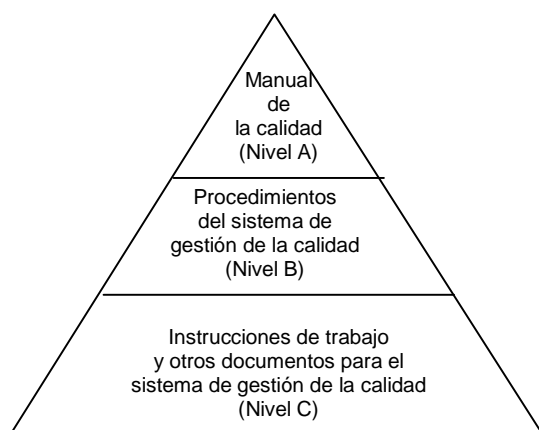 Manual
de
la calidad
(Nivel A)
Procedimientos
del sistema de
gestión de la calidad
(Nivel B)
Instrucciones de trabajo
y otros documentos para el
sistema de gestión de la calidad
(Nivel C)